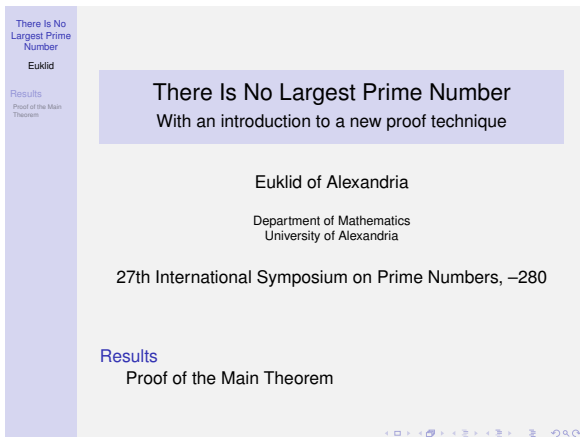 There Is No
Largest Prime
Number
Euklid
Results
Proof of the Main
Theorem
There Is No Largest Prime Number
With an introduction to a new proof technique
Euklid of Alexandria
Department of Mathematics
University of Alexandria
27th International Symposium on Prime Numbers, –280
Results
Proof of the Main Theorem